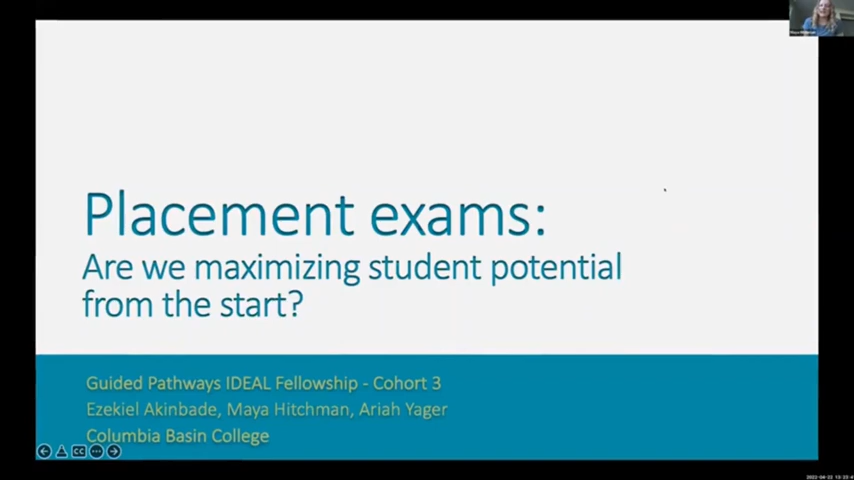 Placement exams:
Are we maximizing student potential
from the start?
Guided Pathways IDEAL Fellowship - Cohort 3
Ezekiel Akinbade, Maya Hitchman, Ariah Yager
Columbia Basin College
CC